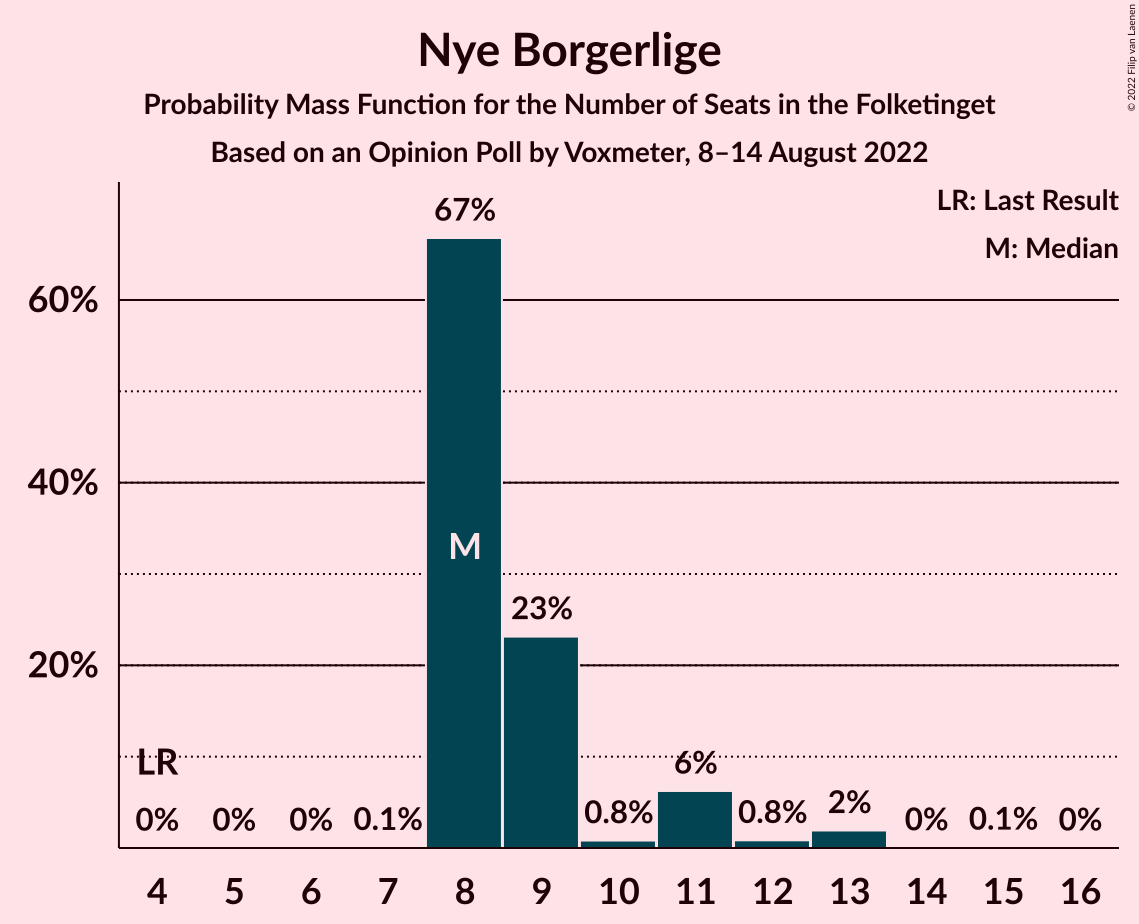 Nye Borgerlige
Probability Mass Function for the Number of Seats in the Folketinget
Based on an Opinion Poll by Voxmeter, 8–14 August 2022
© 2022 Filip van Laenen
LR: Last Result
M: Median
67%
60%
40%
M
23%
20%
LR
6%
0% 0% 0% 0.1% 0.8% 0.8% 2% 0% 0.1% 0%
4 5 6 7 8 9 10 11 12 13 14 15 16